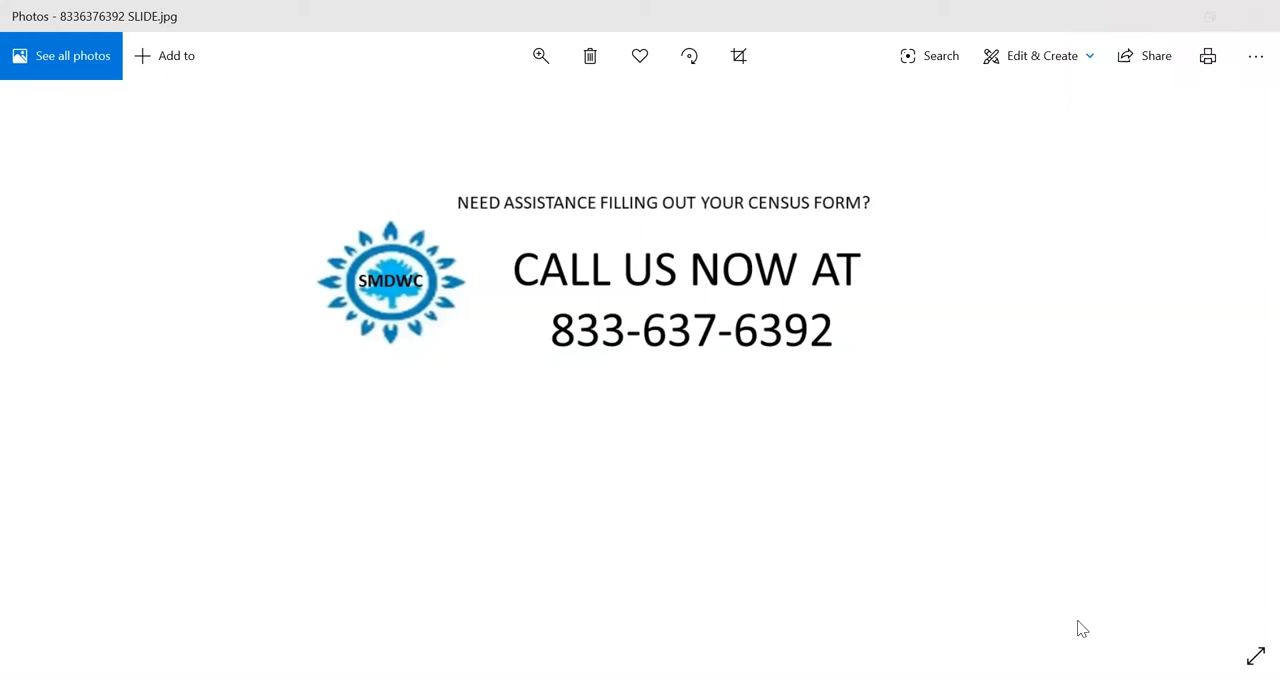 Photos - 8336376392 SLIDE.jpg
See all photos
Add to
Search
Edit & Create
Share
NEED ASSISTANCE FILLING OUT YOUR CENSUS FORM?
SMDWC
CALL US NOW AT
833-637-6392